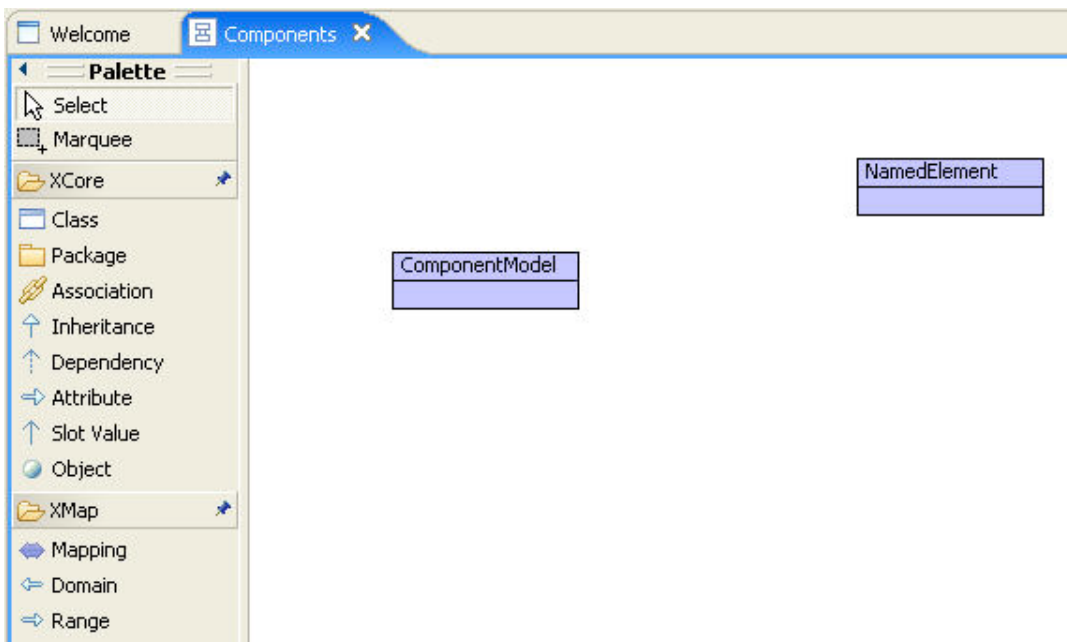 Welcome
Components
Palette
Select
Marquee
XCore
Class
Package
Association
Inheritance
Dependency
Attribute
Slot Value
Object
XMap
Mapping
Domain
Range
NamedElement
ComponentModel